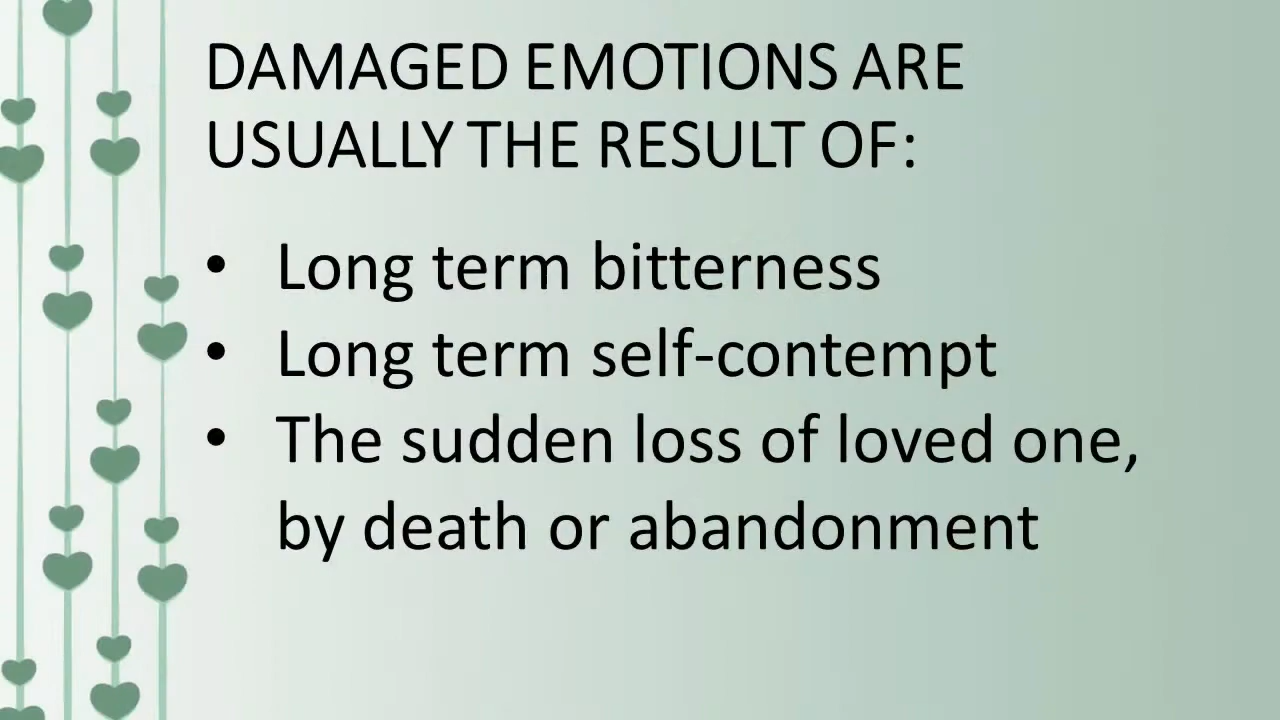 DAMAGED EMOTIONS ARE
USUALLY THE RESULT OF:
• Long term bitterness
• Long term self-contempt
• The sudden loss of loved one,
by death or abandonment